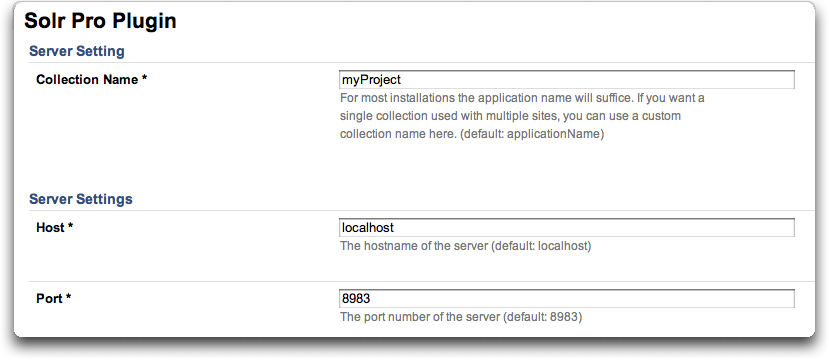 Solr Pro Plugin
Server Setting
Collection Name *
myProject
For most installations the application name will suffice. If you want a
single collection used with multiple sites, you can use a custom
collection name here. (default: applicationName)
Server Settings
Host *
localhost
The hostname of the server (default: localhost)
Port *
8983
The port number of the server (default: 8983)